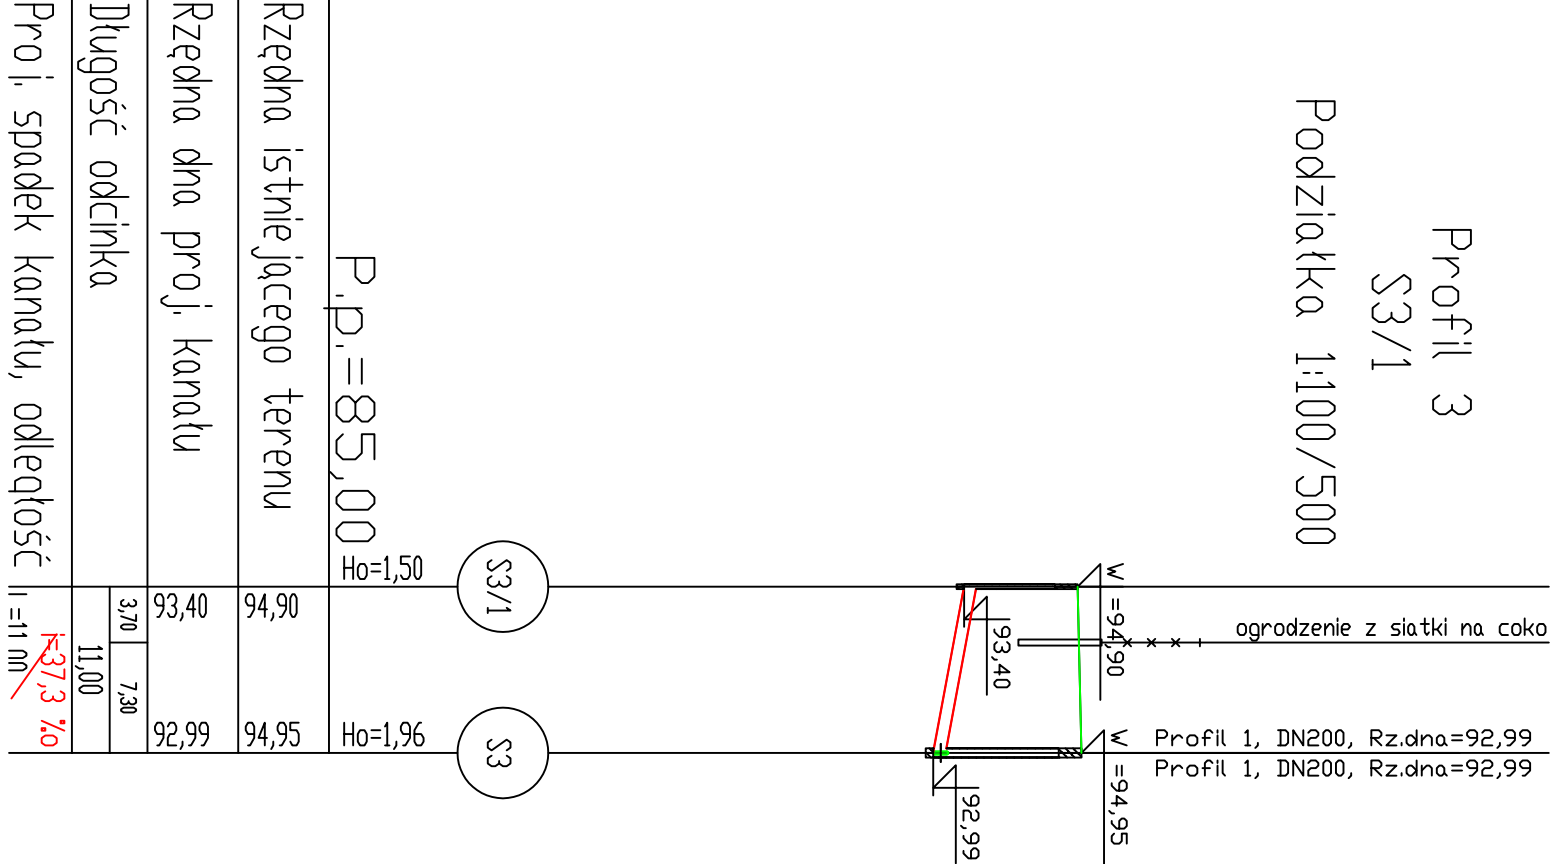 Profil 3
S3/1
Podziałka 1:100/500
ogrodzenie z siatki na coko
W =94,90
93,40
Profil 1, DN200, Rz.dna=92,99
Profil 1, DN200, Rz.dna=92,99
W =94,95
92,99
S3/1
S3
P.p.=85,00
Ho=1,50
Ho=1,96
Rzędna istniejącego terenu
94,90
94,95
Rzędna dna proj. kanału
93,40
92,99
Długość odcinka
3,70
7,30
11,00
Proj. spadek kanału, odległość
i=37,3 %o